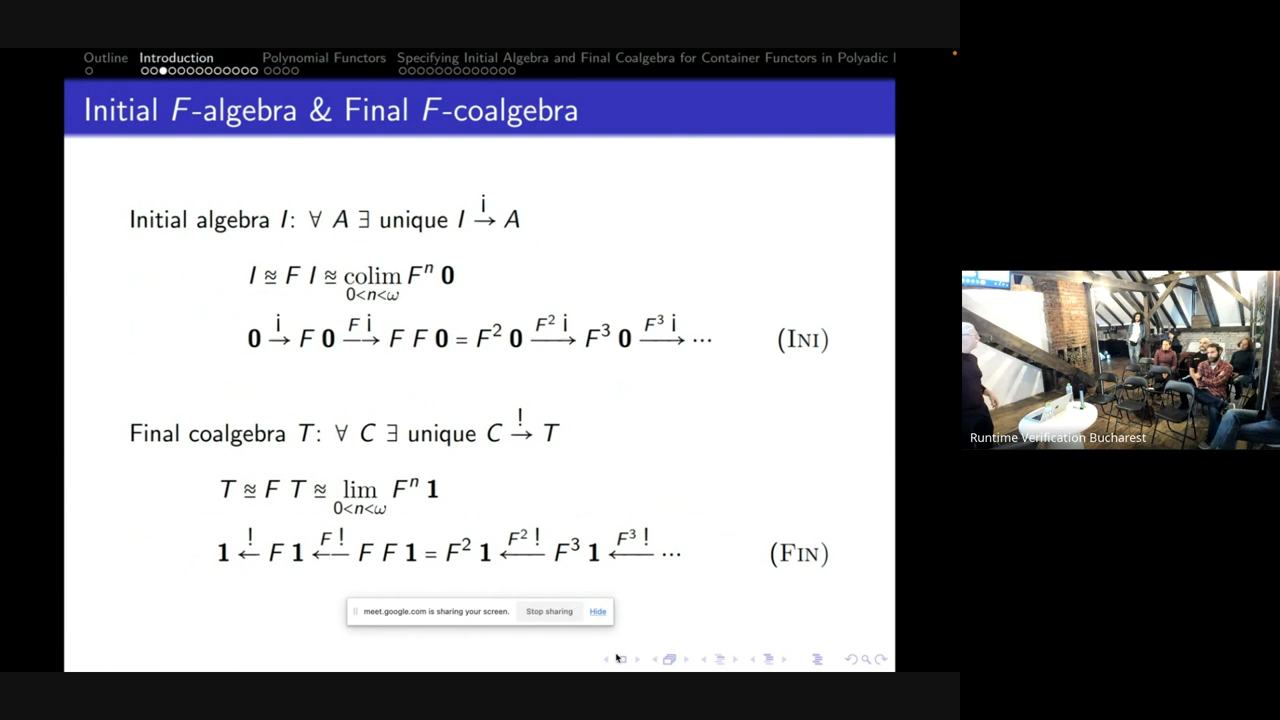 Outline Introduction Polynomial Functors Specifying Initial Algebra and Final Coalgebra for Container Functors in Polyadic
Initial F-algebra & Final F-coalgebra
Initial algebra I: ∀ A ∃ unique I →i A
I ≊ F I ≊ colim 0<n<ω Fⁿ 0
0 →i F 0 →F i F F 0 = F² 0 →F² i F³ 0 →F³ i ⋯ (INI)
Final coalgebra T: ∀ C ∃ unique C →! T
T ≊ F T ≊ lim 0<n<ω Fⁿ 1
1 ←! F 1 ←F ! F F 1 = F² 1 ←F² ! F³ 1 ←F³ ! ⋯ (FIN)
meet.google.com is sharing your screen. Stop sharing Hide
Runtime Verification Bucharest